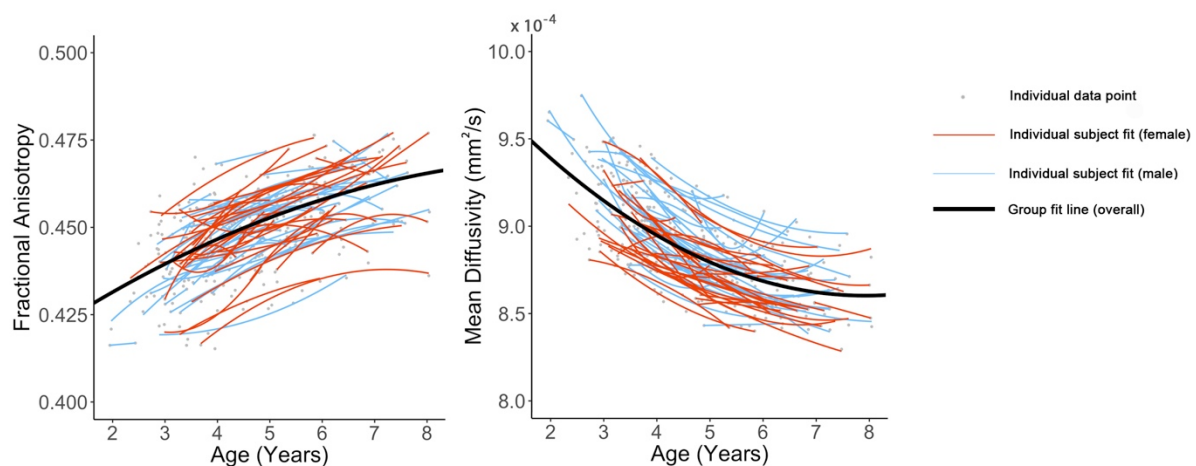 0.500
0.475
0.450
0.425
0.400
Fractional Anisotropy
2 3 4 5 6 7 8
Age (Years)
x 10⁻⁴
10.0
9.5
9.0
8.5
8.0
Mean Diffusivity (mm²/s)
2 3 4 5 6 7 8
Age (Years)
Individual data point
Individual subject fit (female)
Individual subject fit (male)
Group fit line (overall)